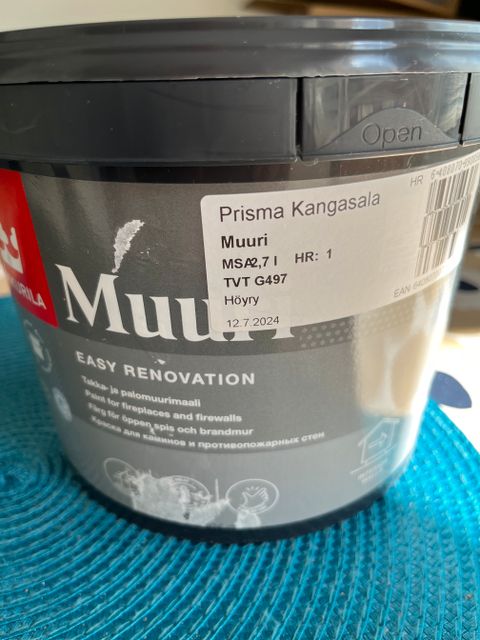 Open
Prisma Kangasala
Muuri
MSA2,7 l HR: 1
TVT G497
Höyry
12.7.2024
HR
EAN
Muuri
EASY RENOVATION
Takka- ja palomuurimaali
Paint for fireplaces and firewalls
Färg för öppen spis och brandmur
Краска для каминов и противопожарных стен